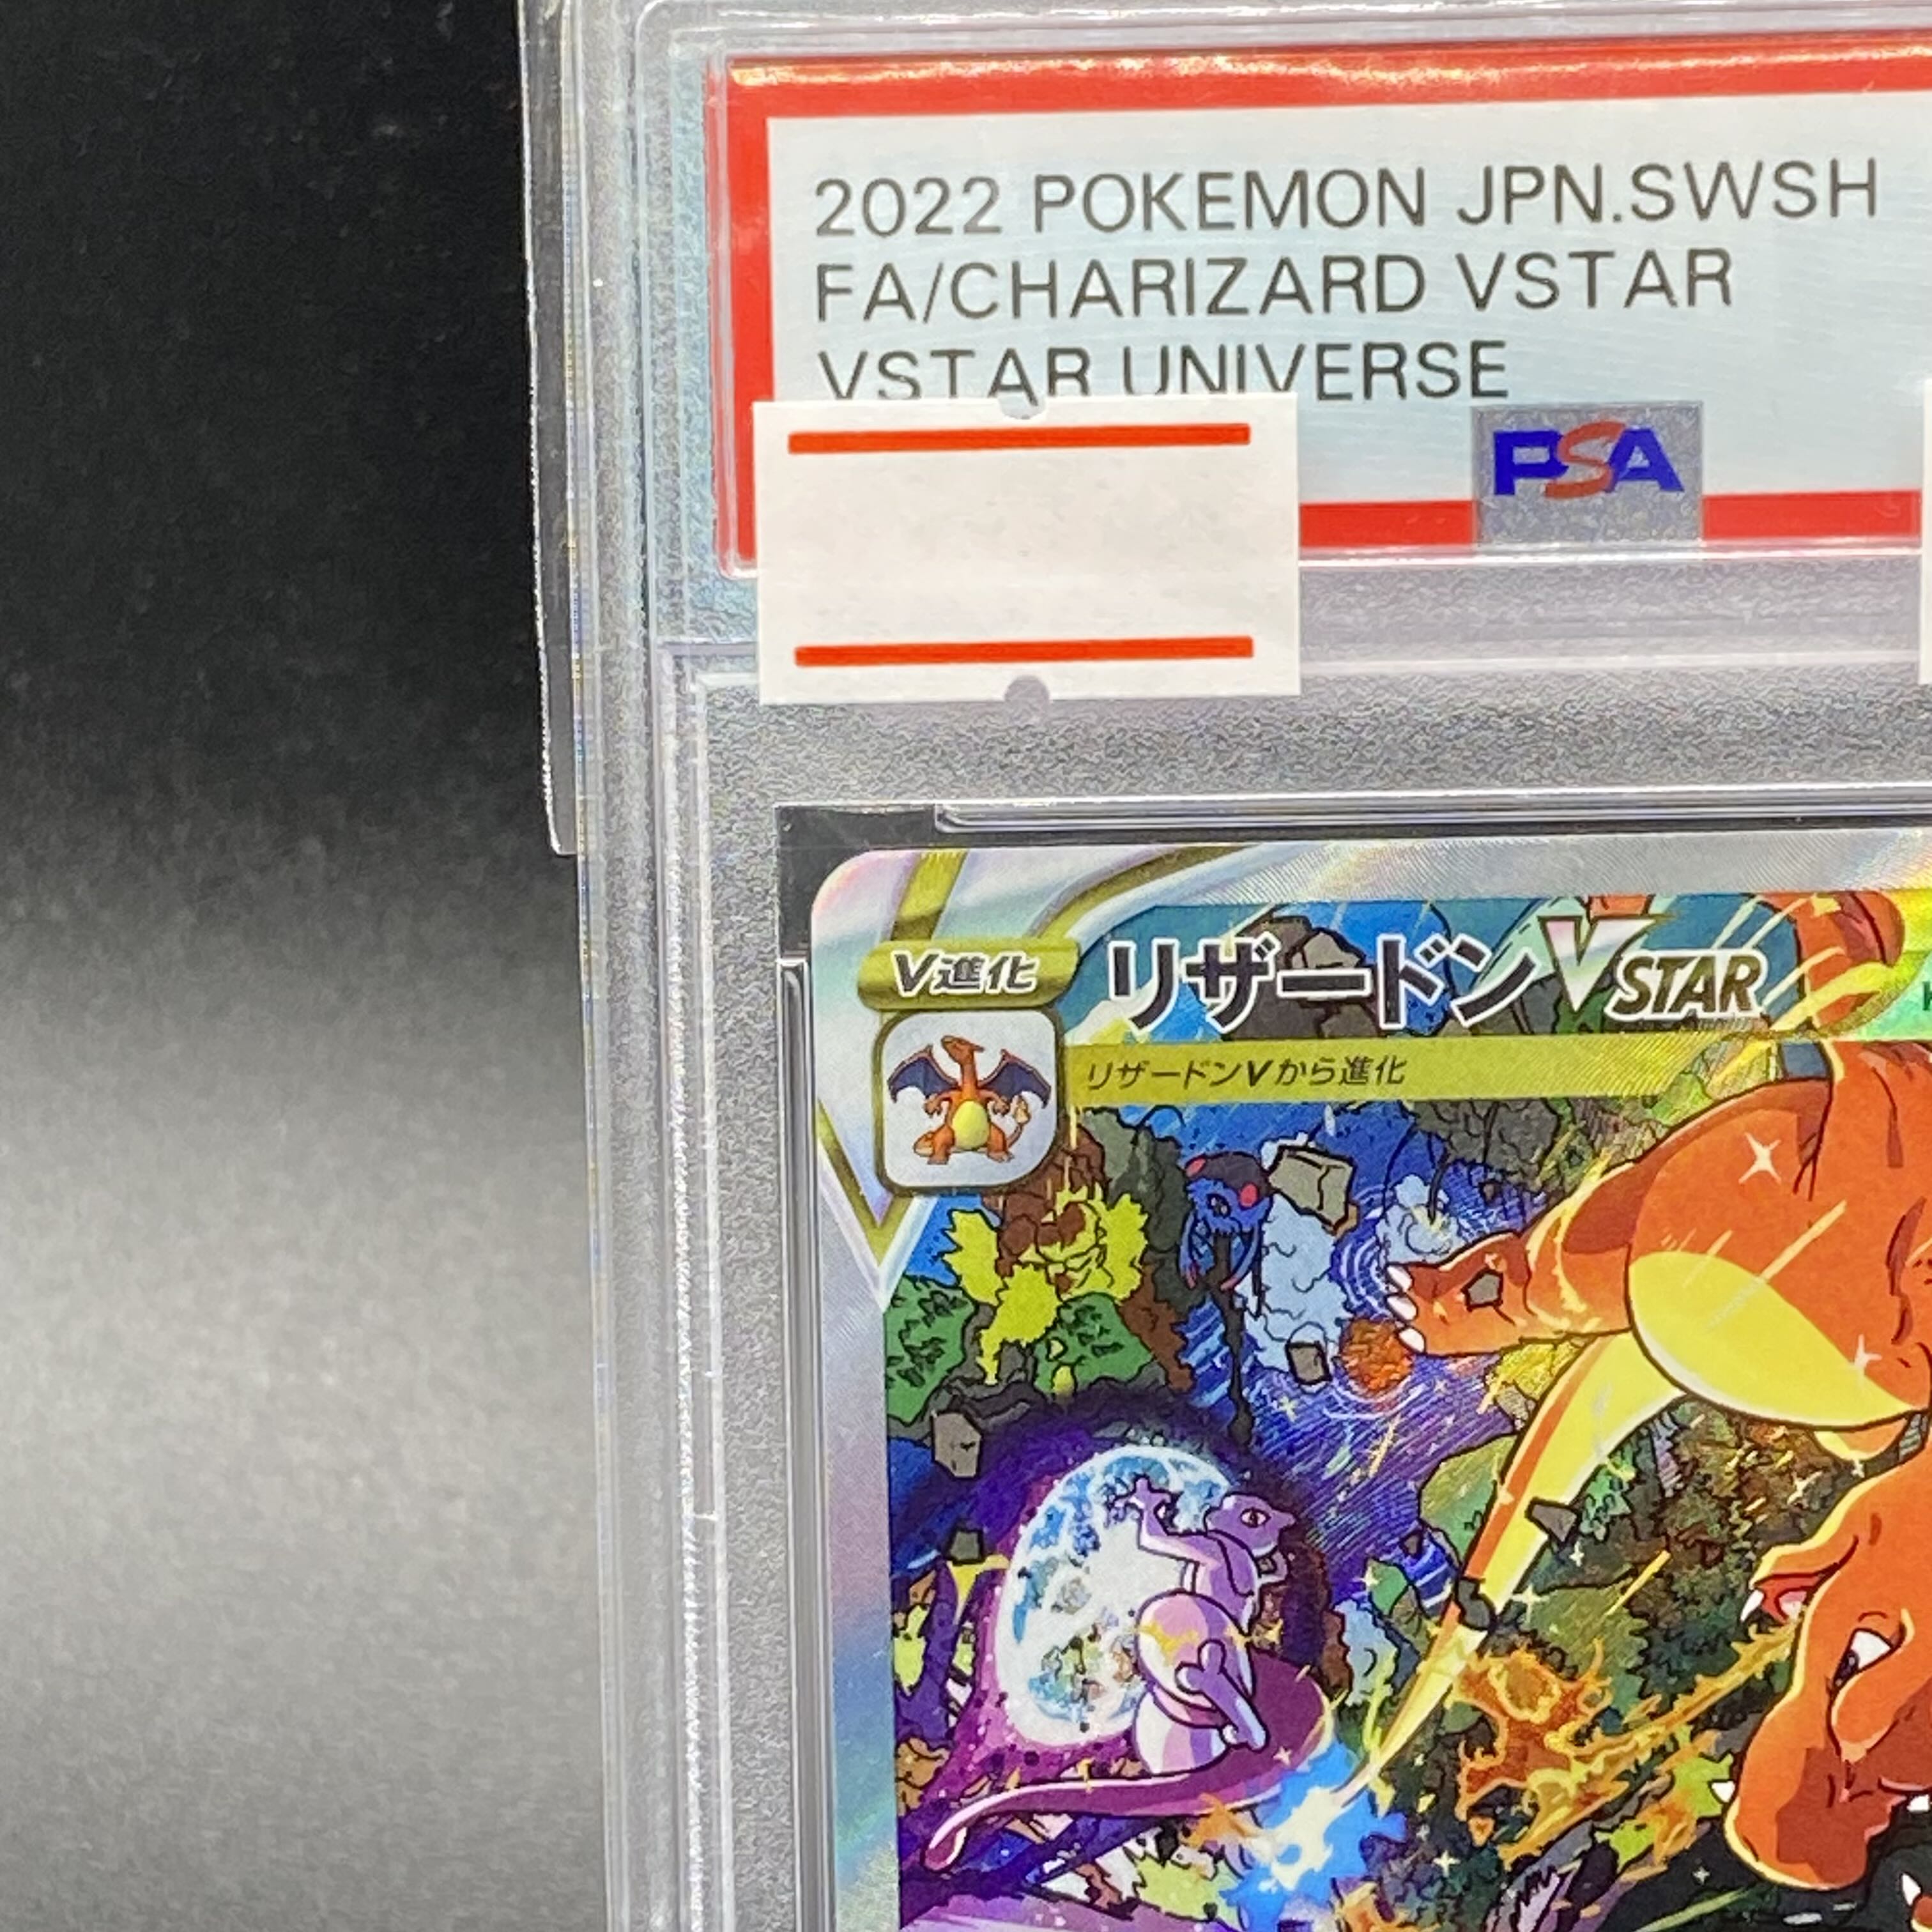 2022 POKEMON JPN.SWSH
FA/CHARIZARD VSTAR
VSTAR UNIVERSE
PSA
V進化
リザードンVSTAR
リザードンVから進化